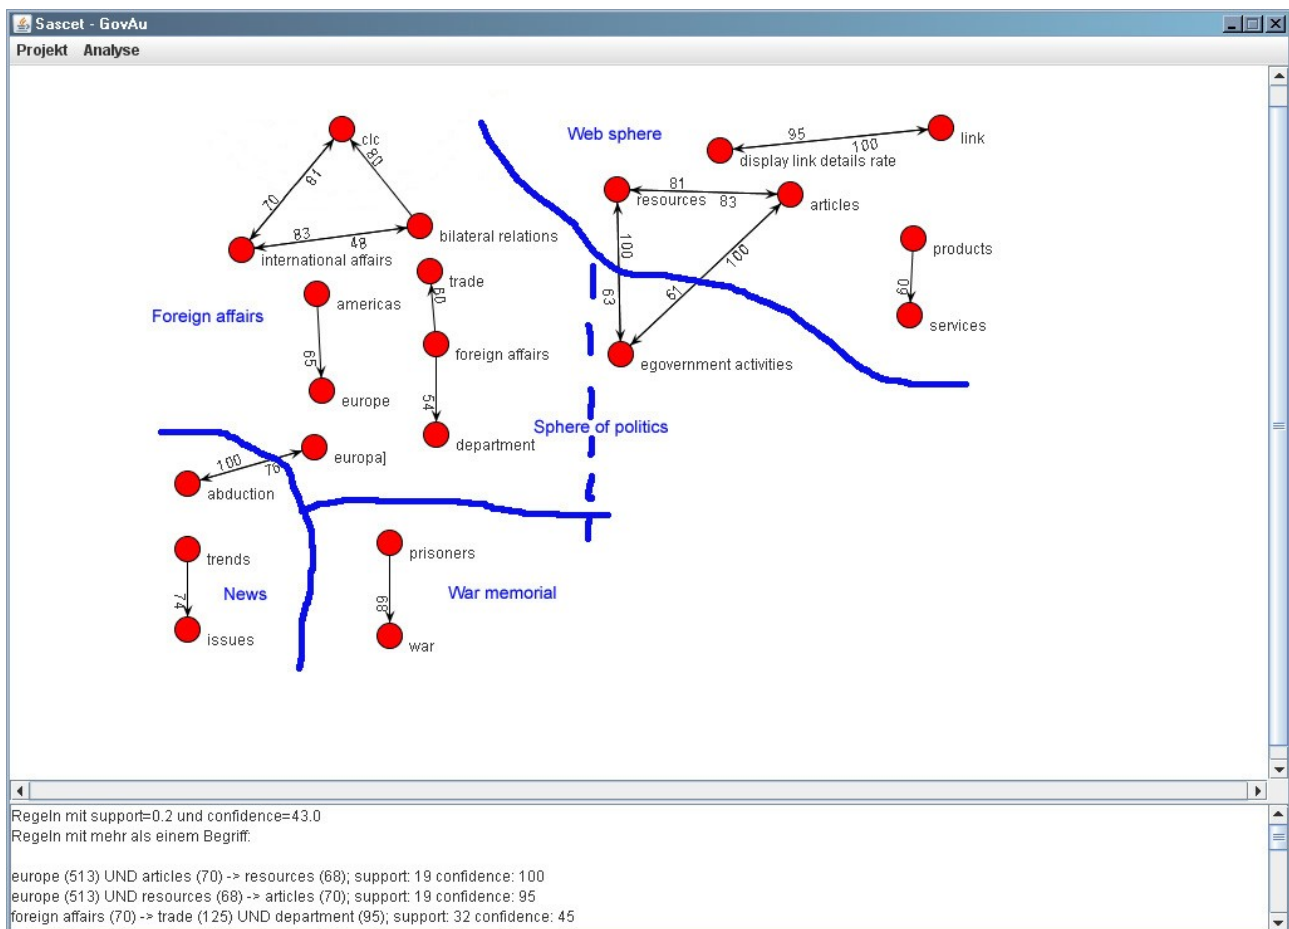 Sascet - GovAu
Projekt Analyse
clc
Web sphere
95
100
link
display link details rate
80
81
70
81
83
resources
articles
83
48
bilateral relations
international affairs
100
100
products
trade
60
americas
63
61
60
services
Foreign affairs
foreign affairs
65
egovernment activities
europe
54
Sphere of politics
department
europa]
100
76
abduction
trends
prisoners
74
News
War memorial
68
issues
war
Regeln mit support=0.2 und confidence=43.0
Regeln mit mehr als einem Begriff:
europe (513) UND articles (70) -> resources (68); support: 19 confidence: 100
europe (513) UND resources (68) -> articles (70); support: 19 confidence: 95
foreign affairs (70) -> trade (125) UND department (95); support: 32 confidence: 45